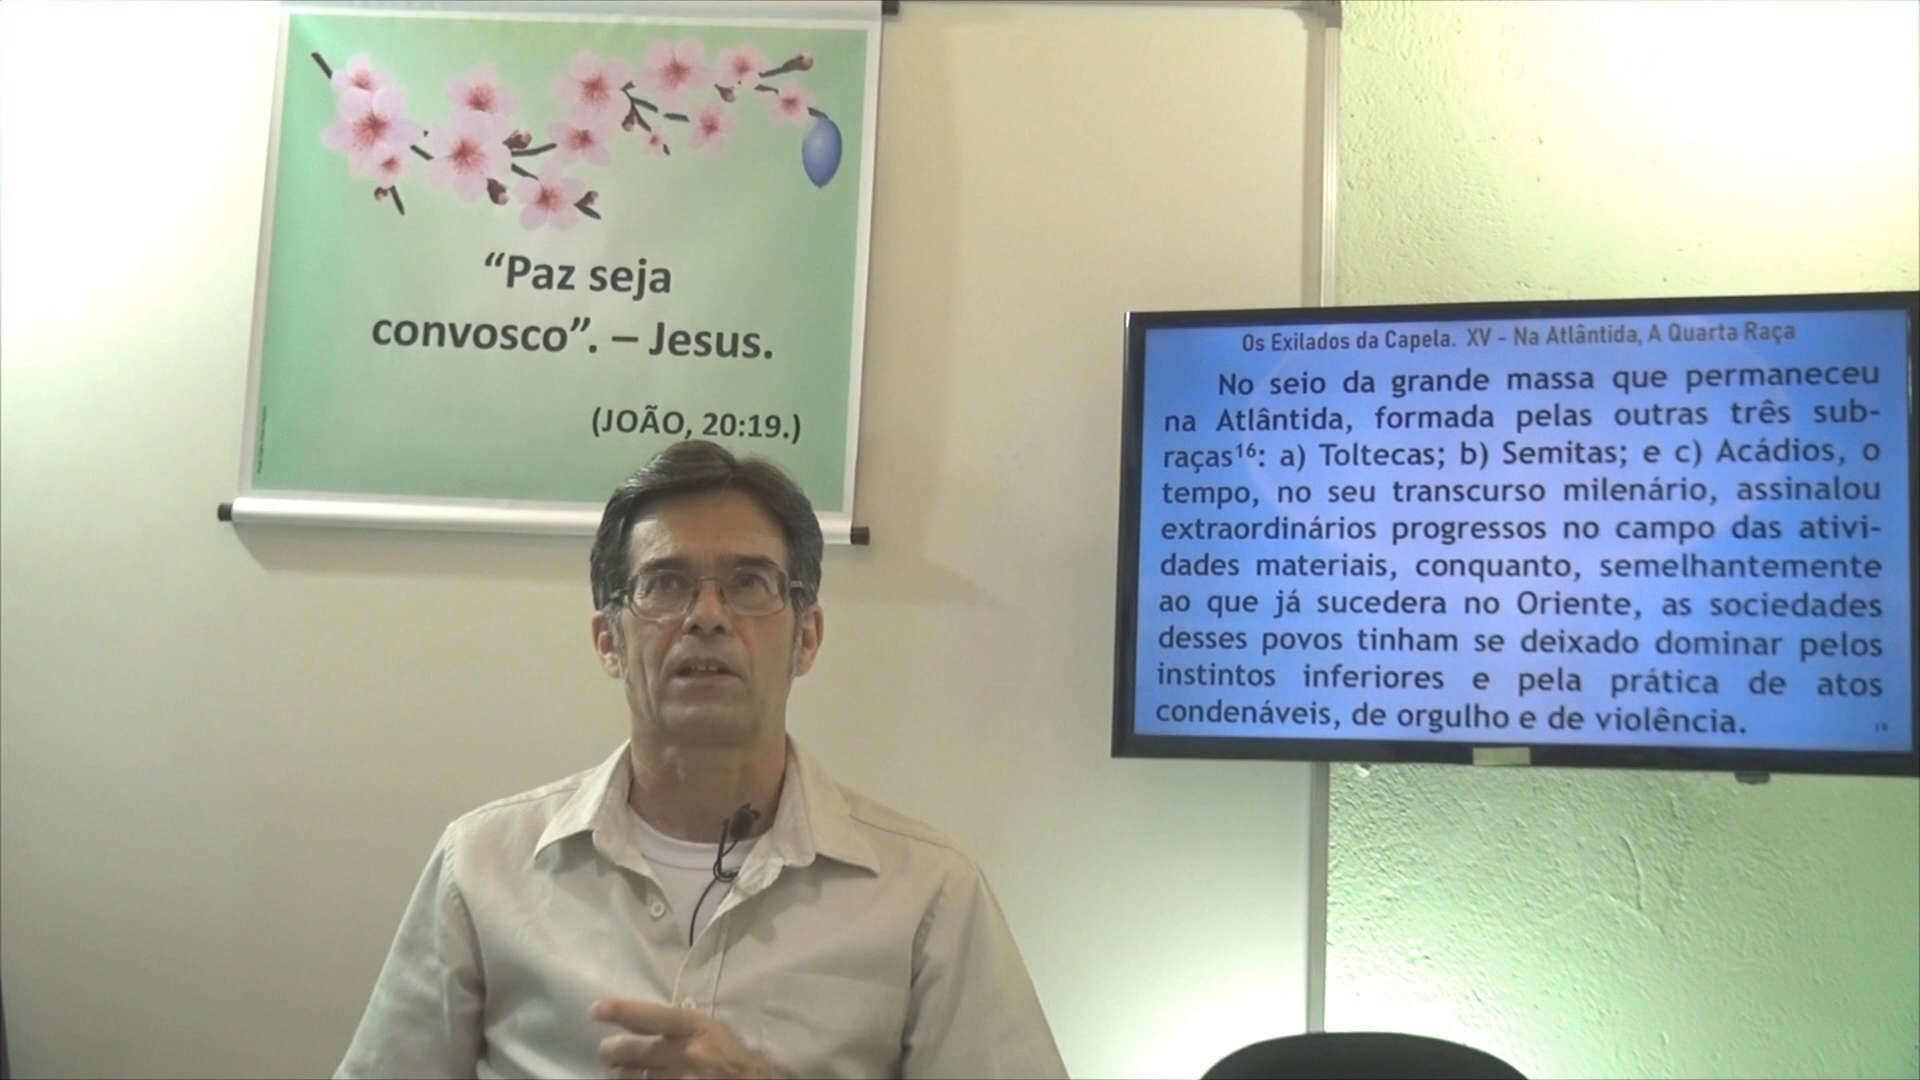 “Paz seja
convosco”. – Jesus.
(JOÃO, 20:19.)
Os Exilados da Capela. XV - Na Atlântida, A Quarta Raça
No seio da grande massa que permaneceu
na Atlântida, formada pelas outras três sub-
raças¹⁶: a) Toltecas; b) Semitas; e c) Acádios, o
tempo, no seu transcurso milenário, assinalou
extraordinários progressos no campo das ativi-
dades materiais, conquanto, semelhantemente
ao que já sucedera no Oriente, as sociedades
desses povos tinham se deixado dominar pelos
instintos inferiores e pela prática de atos
condenáveis, de orgulho e de violência.